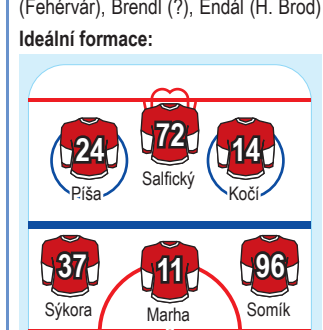 (Fehérvár), Brendl (?), Endál (H. Brod)
Ideální formace:
24 72 14
Píša Salfický Kočí
37 11 96
Sýkora Marha Somík